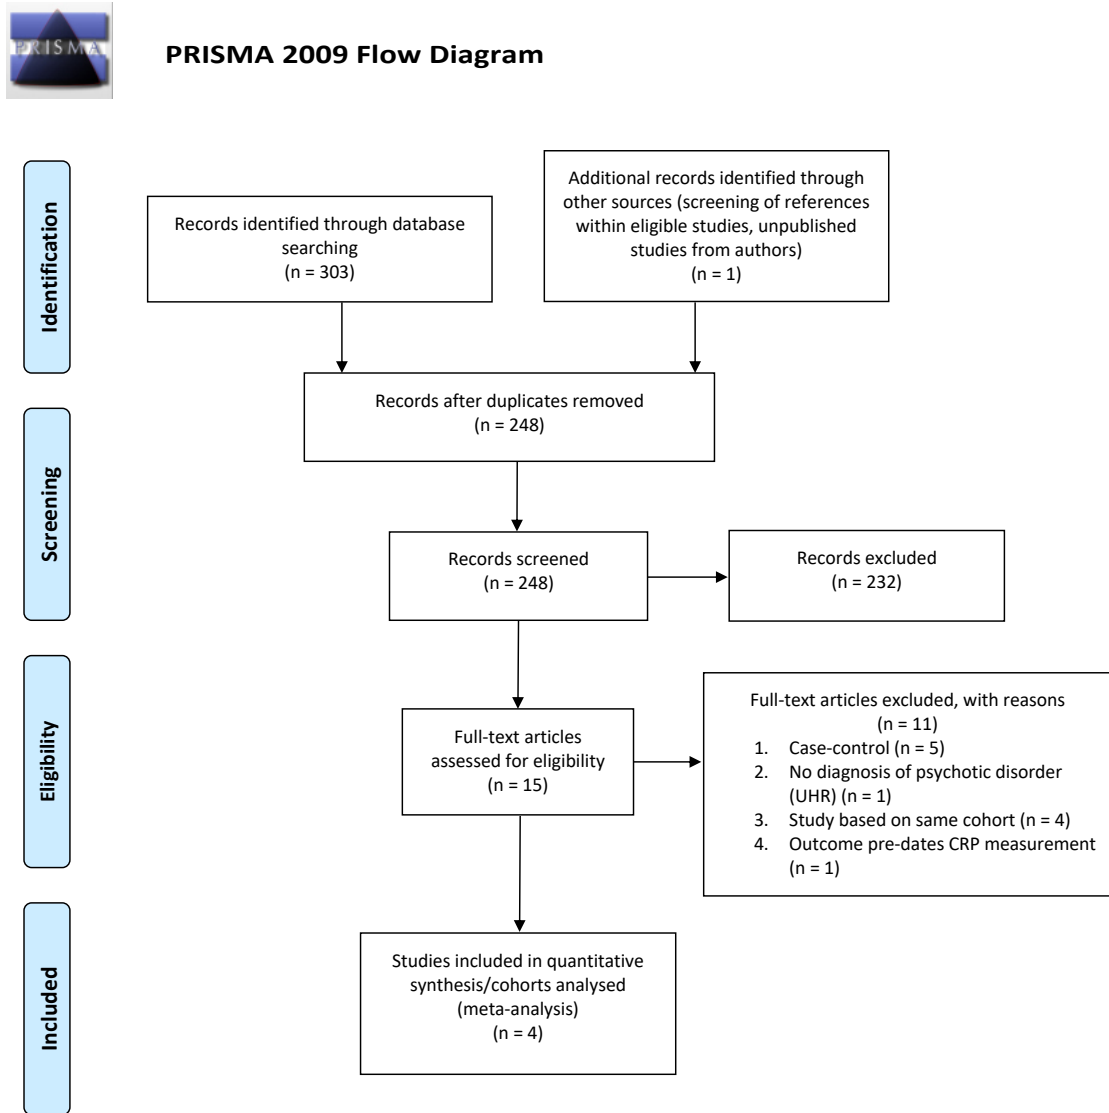 PRISMA
PRISMA 2009 Flow Diagram
Identification
Records identified through database
searching
(n = 303)
Additional records identified through
other sources (screening of references
within eligible studies, unpublished
studies from authors)
(n = 1)
Records after duplicates removed
(n = 248)
Screening
Records screened
(n = 248)
Records excluded
(n = 232)
Eligibility
Full-text articles
assessed for eligibility
(n = 15)
Full-text articles excluded, with reasons
(n = 11)
1. Case-control (n = 5)
2. No diagnosis of psychotic disorder
(UHR) (n = 1)
3. Study based on same cohort (n = 4)
4. Outcome pre-dates CRP measurement
(n = 1)
Included
Studies included in quantitative
synthesis/cohorts analysed
(meta-analysis)
(n = 4)